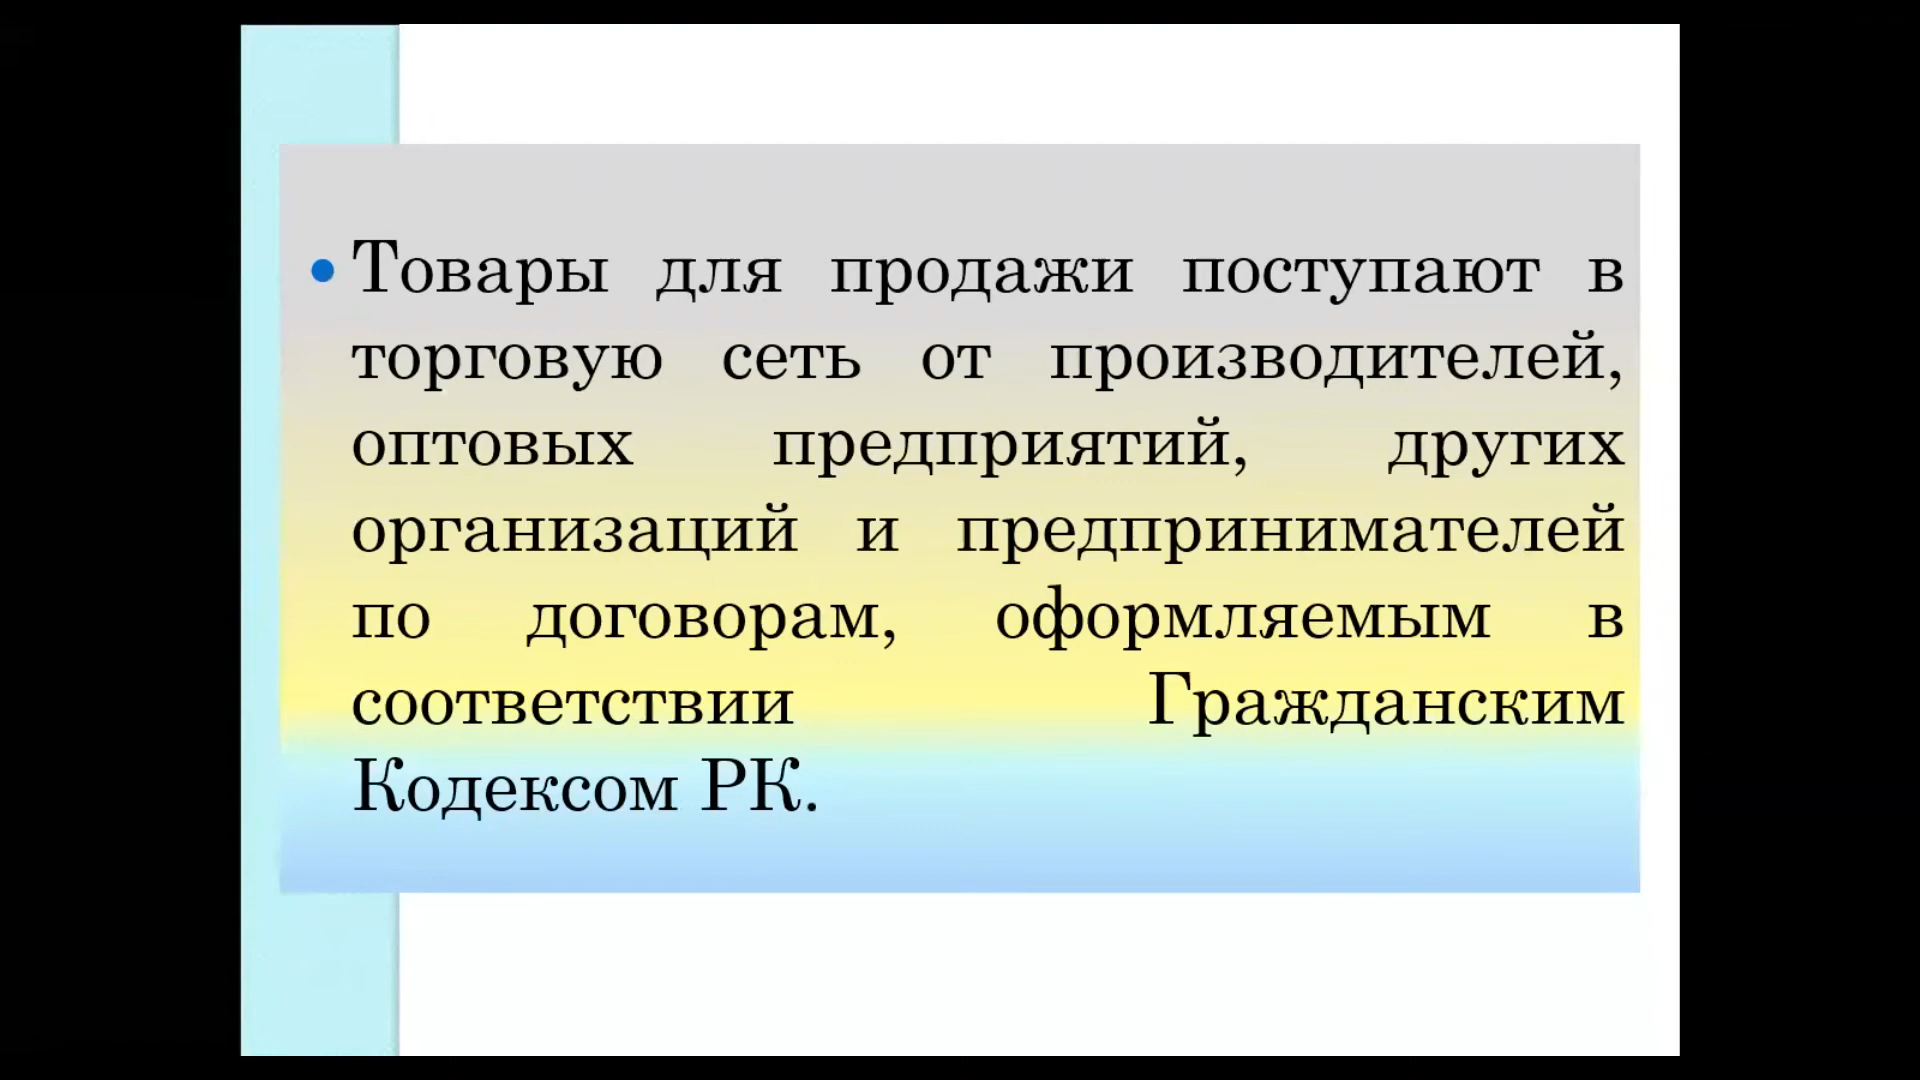 • Товары для продажи поступают в
торговую сеть от производителей,
оптовых предприятий, других
организаций и предпринимателей
по договорам, оформляемым в
соответствии Гражданским
Кодексом РК.